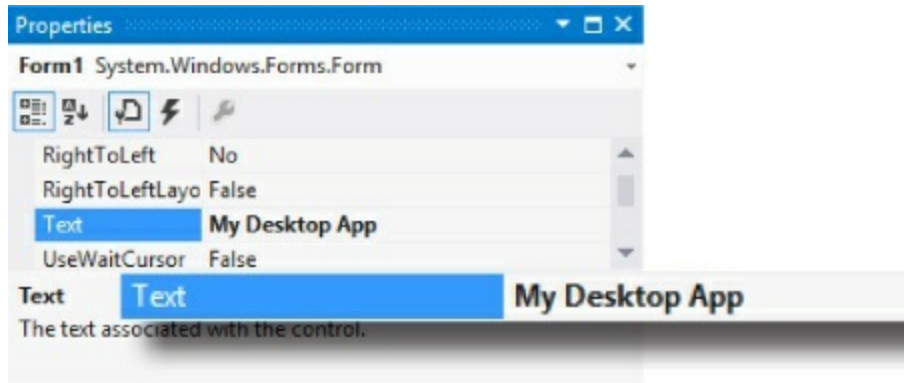 Properties
Form1 System.Windows.Forms.Form
RightToLeft No
RightToLeftLayo False
Text My Desktop App
UseWaitCursor False
Text
Text My Desktop App
The text associated with the control.